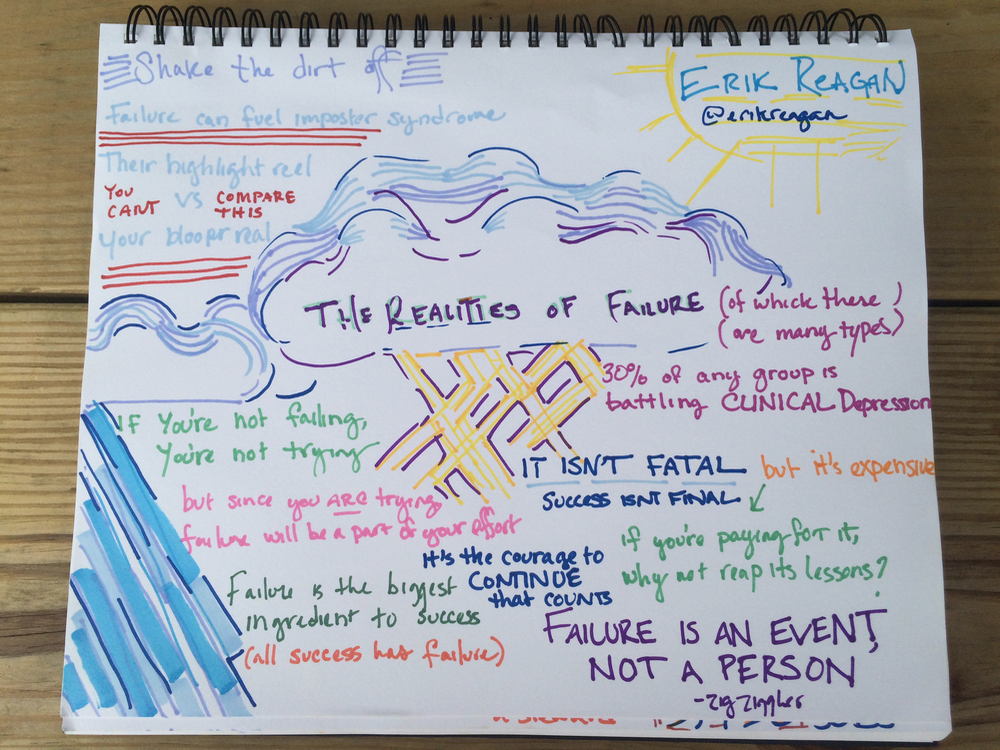 Shake the dirt off
ERIK REAGAN
@erikreagan
Failure can fuel imposter syndrome
Their highlight reel
YOU CANT
VS
COMPARE THIS
Your bloopr real
THE REALITIES OF FAILURE
(of which there)
(are many types)
30% of any group is
battling CLINICAL Depression
IF You're not failing,
You're not trying
but since you ARE trying,
failure will be a part of your effort
IT ISN'T FATAL
but it's expensive
SUCCESS ISNT FINAL
if you're paying for it,
why not reap its lessons?
It's the courage to
CONTINUE
that COUNTS
Failure is the biggest
ingredient to success
(all success has failure)
FAILURE IS AN EVENT,
NOT A PERSON
-Zig Ziggler